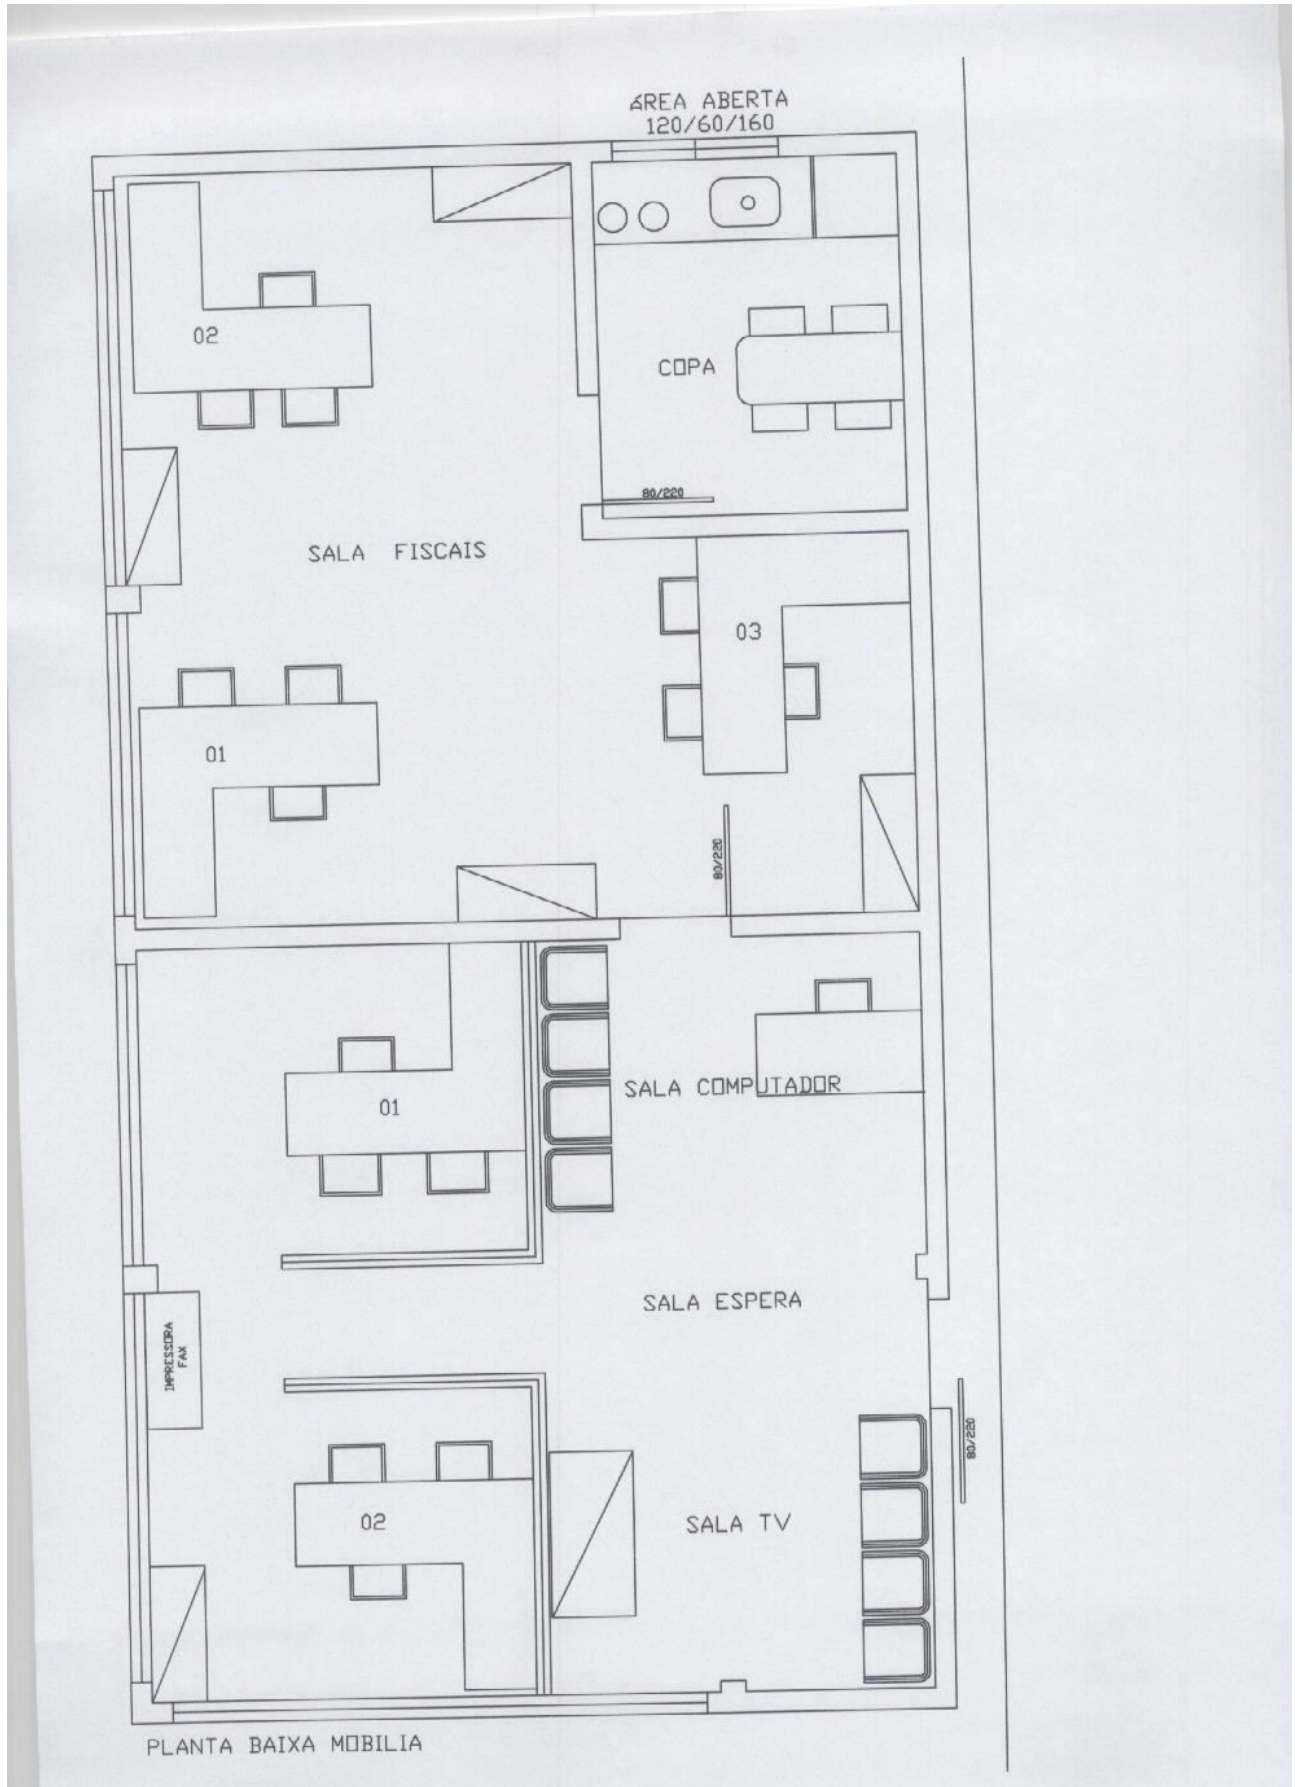 ÁREA ABERTA
120/60/160
02
COPA
80/220
SALA FISCAIS
03
01
80/220
SALA COMPUTADOR
01
SALA ESPERA
IMPRESSORA
FAX
80/220
02
SALA TV
PLANTA BAIXA MOBILIA